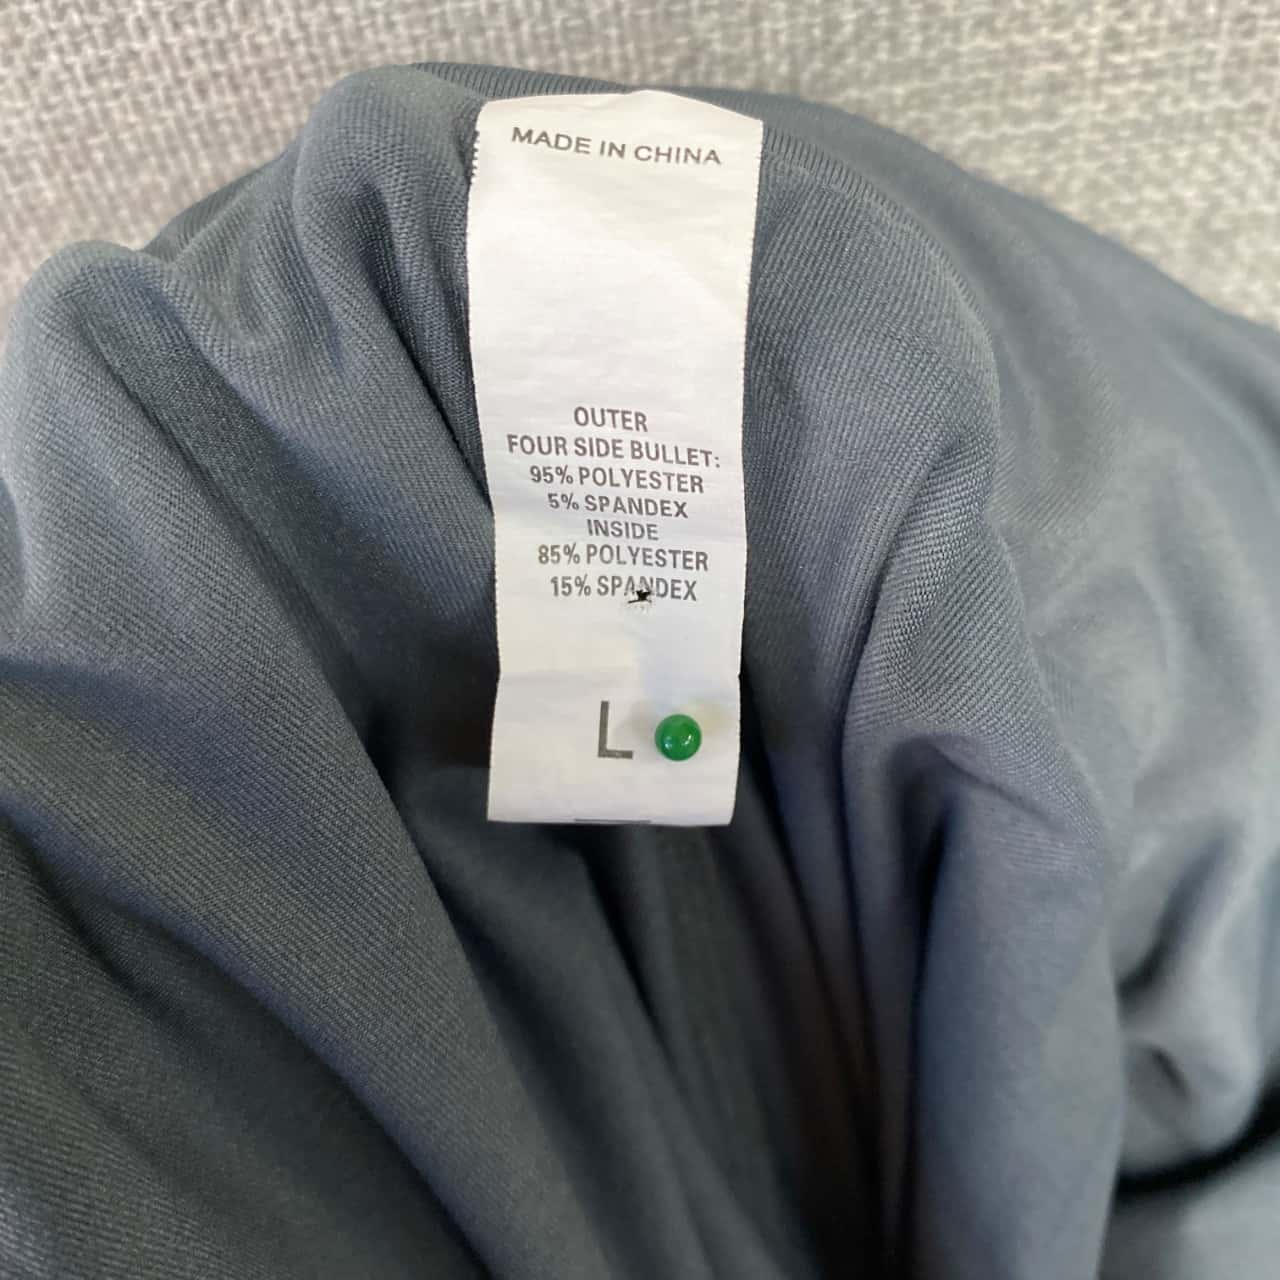 MADE IN CHINA
OUTER
FOUR SIDE BULLET:
95% POLYESTER
5% SPANDEX
INSIDE
85% POLYESTER
15% SPANDEX
L